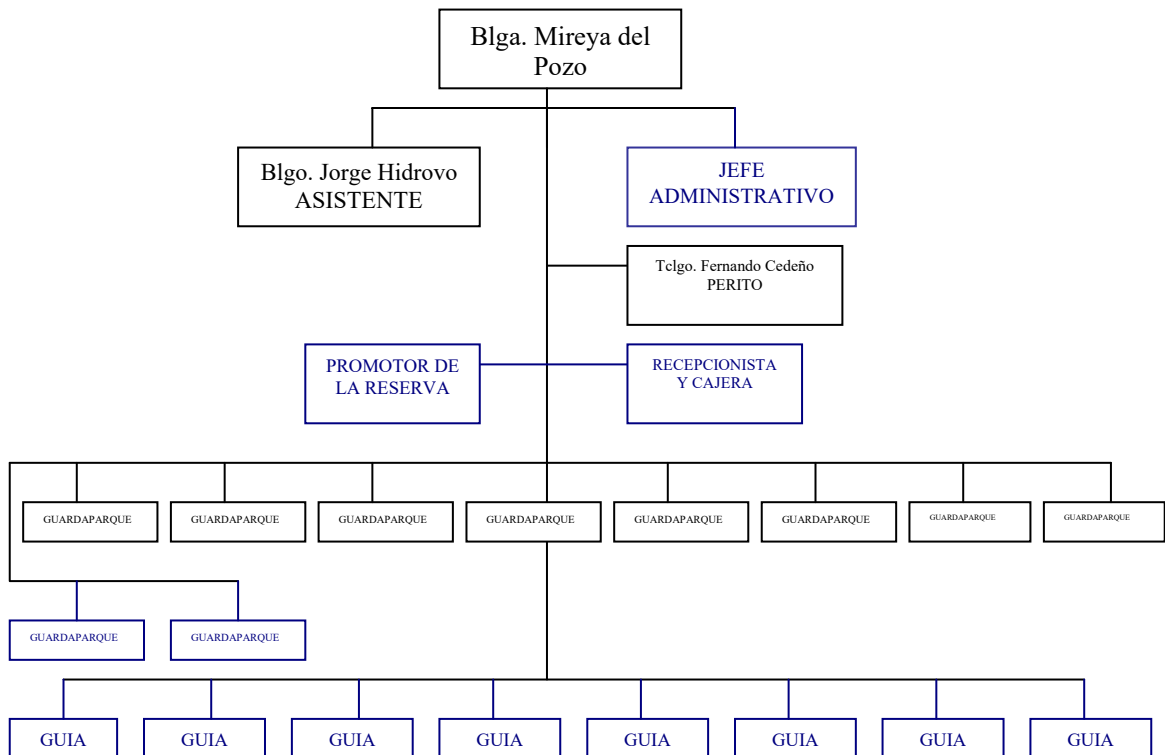 Blga. Mireya del
Pozo
Blgo. Jorge Hidrovo
ASISTENTE
JEFE
ADMINISTRATIVO
Tclgo. Fernando Cedeño
PERITO
PROMOTOR DE
LA RESERVA
RECEPCIONISTA
Y CAJERA
GUARDAPARQUE
GUARDAPARQUE
GUARDAPARQUE
GUARDAPARQUE
GUARDAPARQUE
GUARDAPARQUE
GUARDAPARQUE
GUARDAPARQUE
GUARDAPARQUE
GUARDAPARQUE
GUIA
GUIA
GUIA
GUIA
GUIA
GUIA
GUIA
GUIA